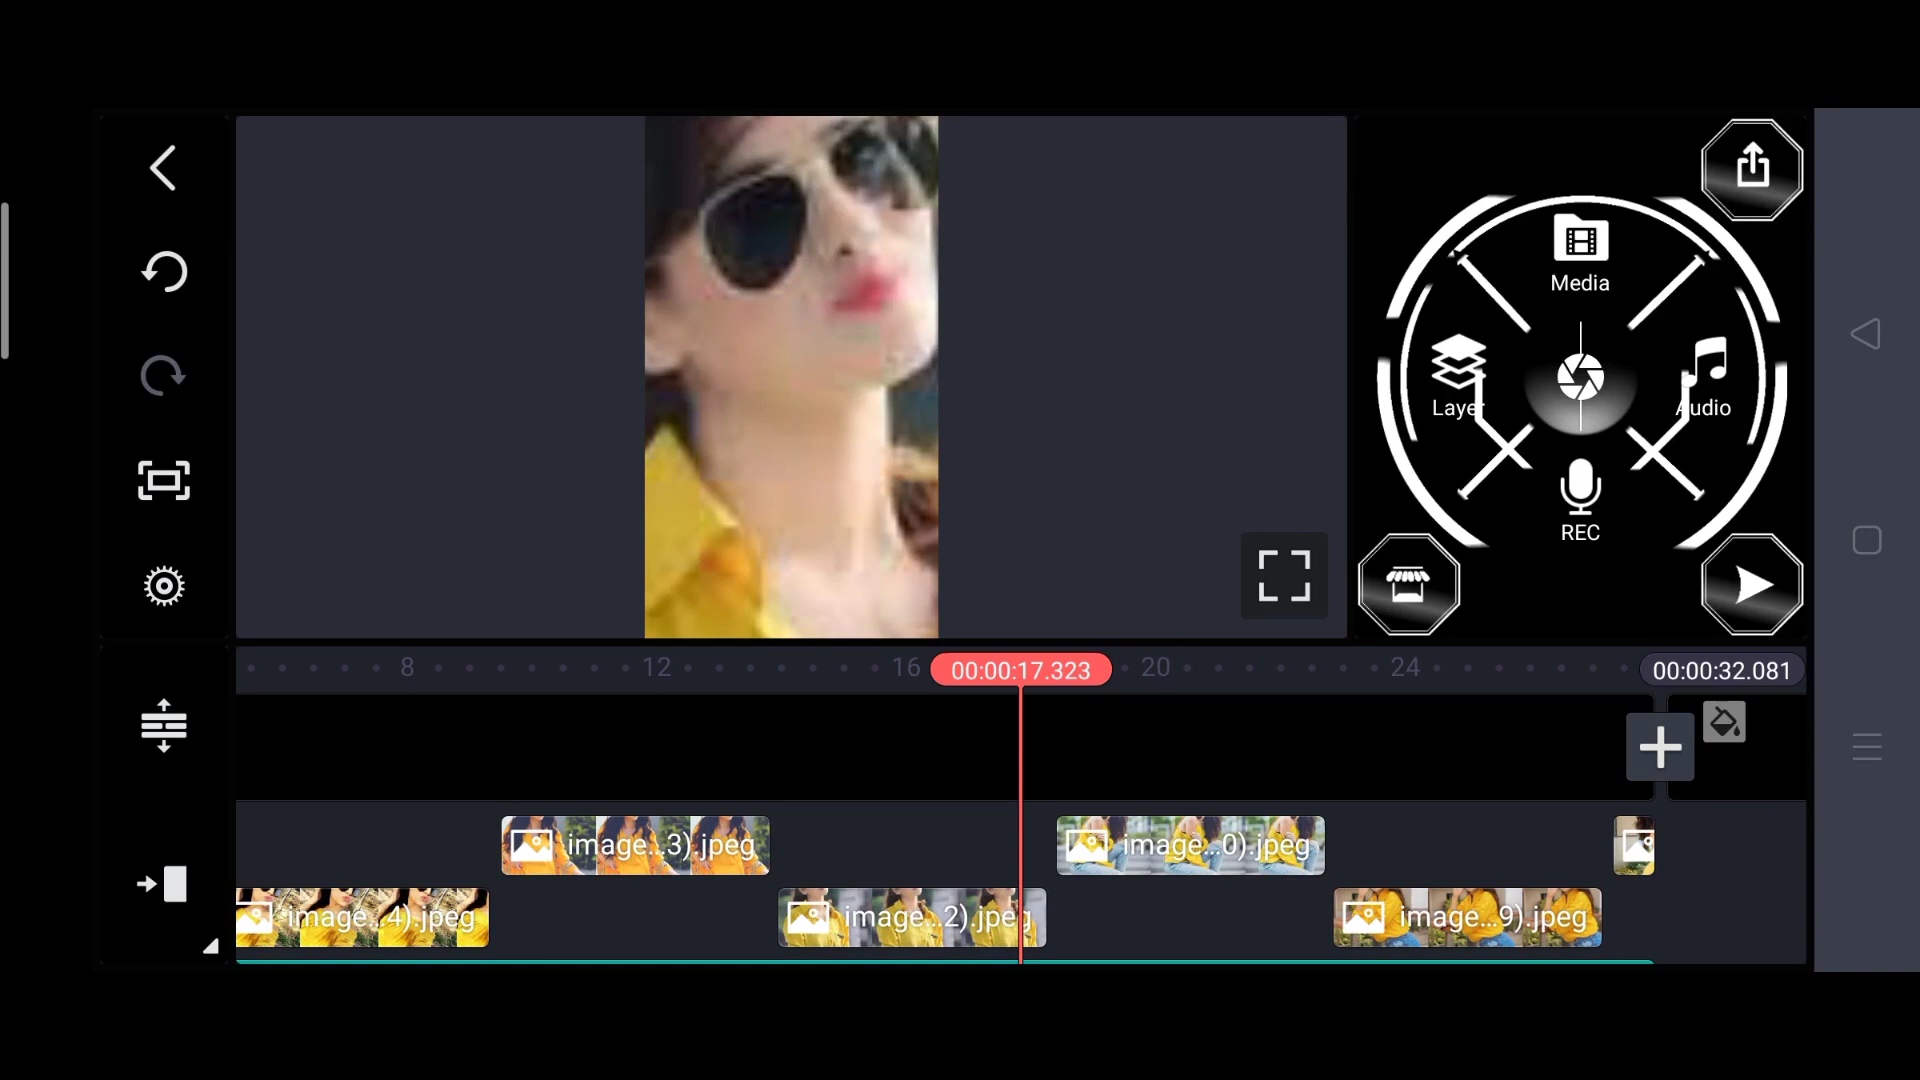 Media
Layer
Audio
REC
8
12
16
00:00:17.323
20
24
00:00:32.081
image...3).jpeg
image...0).jpeg
image...4).jpeg
image...2).jpeg
image...9).jpeg